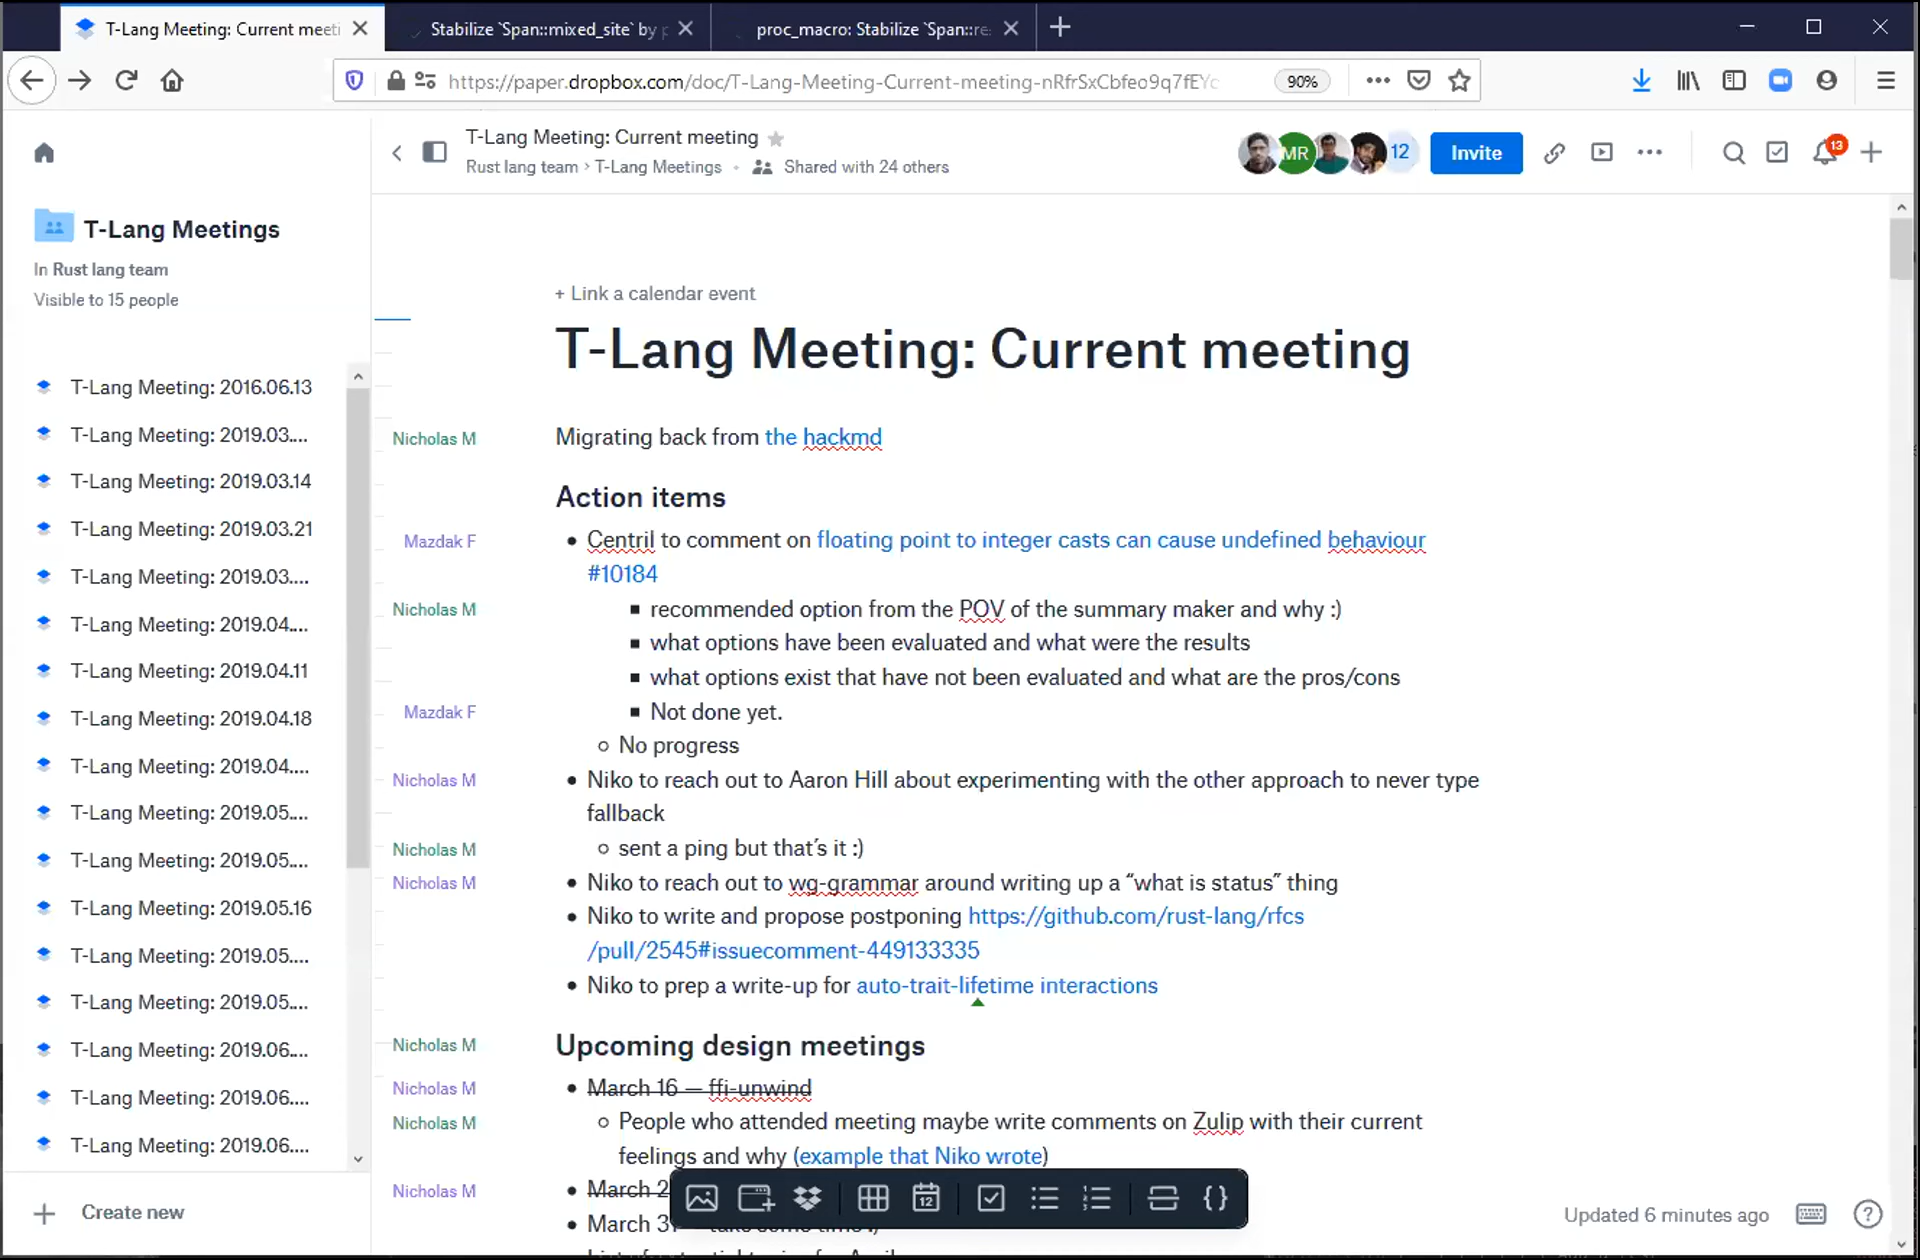 T-Lang Meeting: Current meeti
Stabilize `Span::mixed_site` by p
proc_macro: Stabilize `Span::re
https://paper.dropbox.com/doc/T-Lang-Meeting-Current-meeting-nRfrSxCbfeo9q7fEYc
90%
T-Lang Meeting: Current meeting
Rust lang team › T-Lang Meetings • Shared with 24 others
MR
12
Invite
13
T-Lang Meetings
In Rust lang team
Visible to 15 people
T-Lang Meeting: 2016.06.13
T-Lang Meeting: 2019.03....
T-Lang Meeting: 2019.03.14
T-Lang Meeting: 2019.03.21
T-Lang Meeting: 2019.03....
T-Lang Meeting: 2019.04....
T-Lang Meeting: 2019.04.11
T-Lang Meeting: 2019.04.18
T-Lang Meeting: 2019.04....
T-Lang Meeting: 2019.05....
T-Lang Meeting: 2019.05....
T-Lang Meeting: 2019.05.16
T-Lang Meeting: 2019.05....
T-Lang Meeting: 2019.05....
T-Lang Meeting: 2019.06....
T-Lang Meeting: 2019.06....
T-Lang Meeting: 2019.06....
+ Create new
+ Link a calendar event
T-Lang Meeting: Current meeting
Nicholas M
Migrating back from the hackmd
Action items
Mazdak F
• Centril to comment on floating point to integer casts can cause undefined behaviour
#10184
Nicholas M
▪ recommended option from the POV of the summary maker and why :)
▪ what options have been evaluated and what were the results
▪ what options exist that have not been evaluated and what are the pros/cons
Mazdak F
▪ Not done yet.
○ No progress
Nicholas M
• Niko to reach out to Aaron Hill about experimenting with the other approach to never type
fallback
Nicholas M
○ sent a ping but that's it :)
Nicholas M
• Niko to reach out to wg-grammar around writing up a “what is status” thing
• Niko to write and propose postponing https://github.com/rust-lang/rfcs
/pull/2545#issuecomment-449133335
• Niko to prep a write-up for auto-trait-lifetime interactions
Nicholas M
Upcoming design meetings
Nicholas M
• March 16 — ffi-unwind
Nicholas M
○ People who attended meeting maybe write comments on Zulip with their current
feelings and why (example that Niko wrote)
Nicholas M
• March 2
• March 3
12
Updated 6 minutes ago